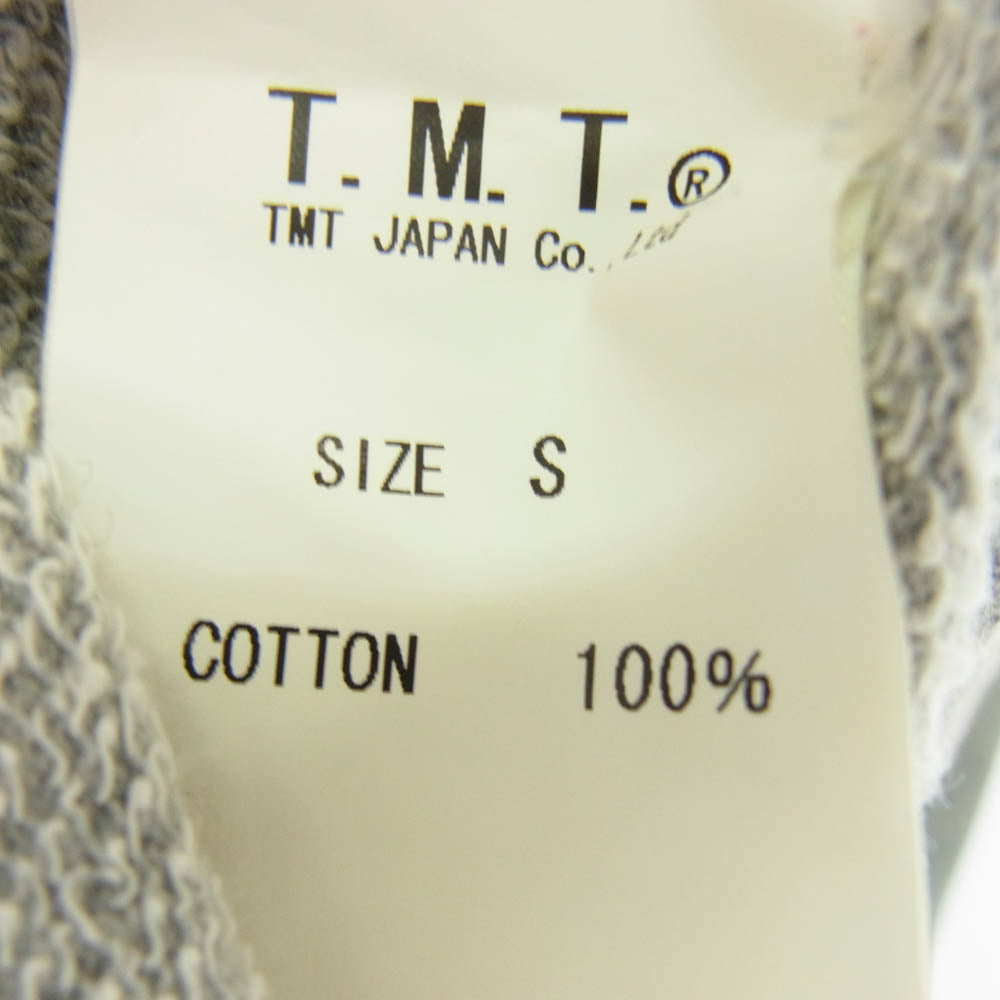 T. M. T.®
TMT JAPAN Co.,Ltd
SIZE S
COTTON 100%